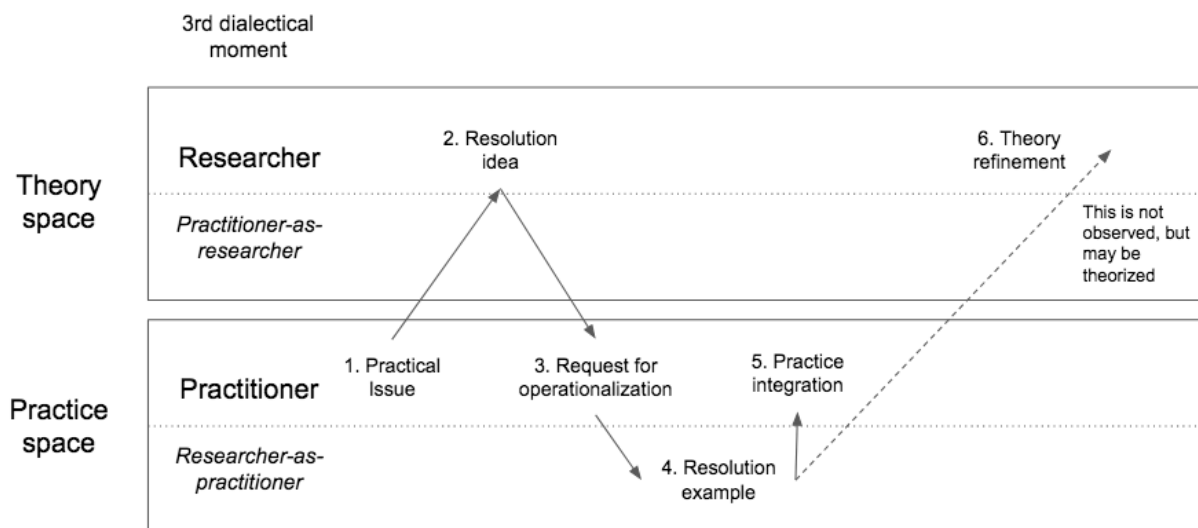 3rd dialectical
moment
Theory
space
Researcher
2. Resolution
idea
6. Theory
refinement
Practitioner-as-
researcher
This is not
observed, but
may be
theorized
Practice
space
Practitioner
1. Practical
Issue
3. Request for
operationalization
5. Practice
integration
Researcher-as-
practitioner
4. Resolution
example